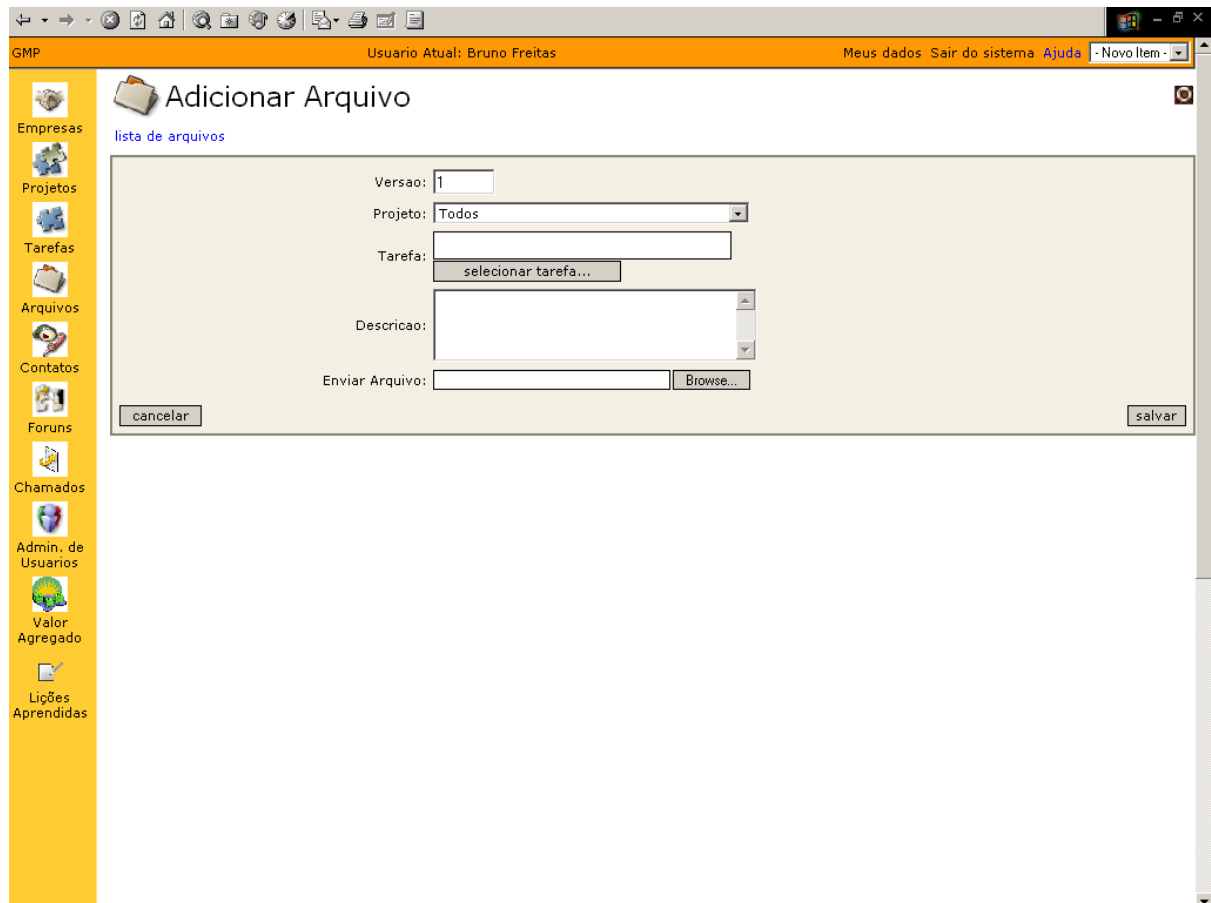 GMP Usuario Atual: Bruno Freitas Meus dados Sair do sistema Ajuda - Novo Item -
Adicionar Arquivo
lista de arquivos
Empresas
Projetos
Tarefas
Arquivos
Contatos
Foruns
Chamados
Admin. de
Usuarios
Valor
Agregado
Lições
Aprendidas
Versao: 1
Projeto: Todos
Tarefa:
selecionar tarefa...
Descricao:
Enviar Arquivo: Browse...
cancelar salvar